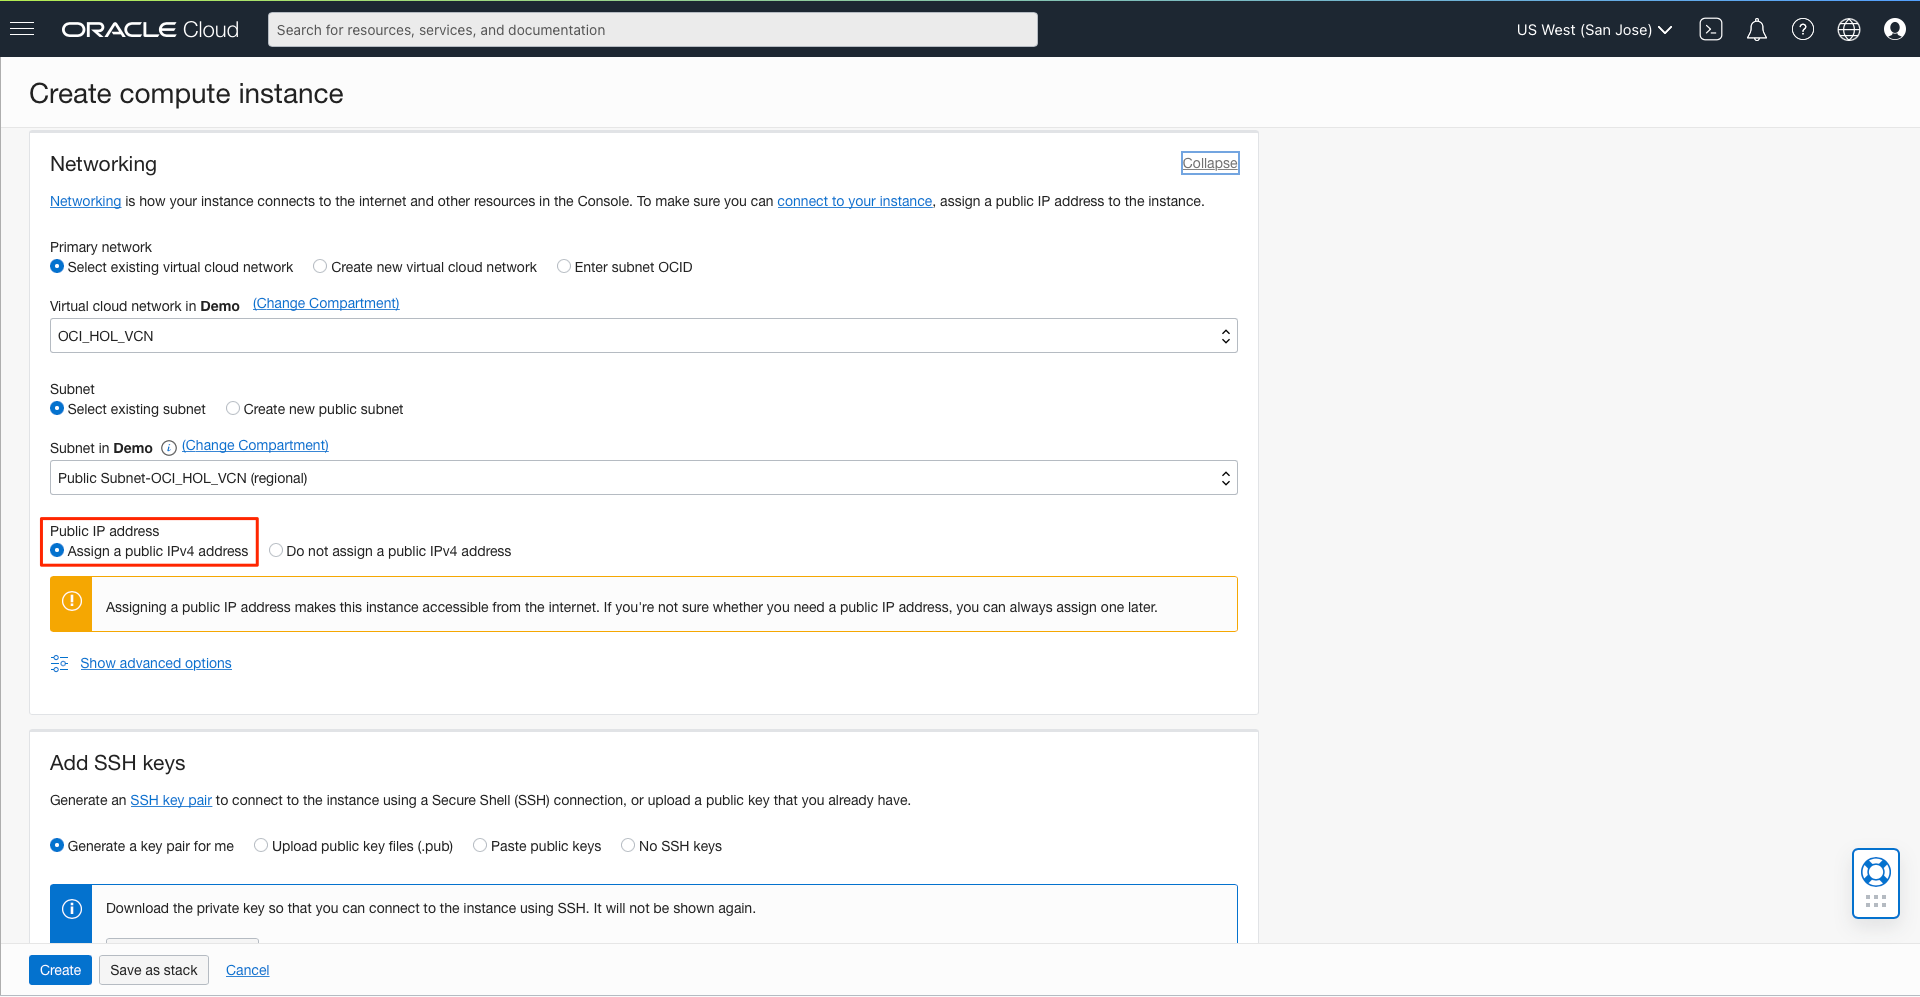 ORACLE Cloud
Search for resources, services, and documentation
US West (San Jose)
Create compute instance
Networking
Collapse
Networking is how your instance connects to the internet and other resources in the Console. To make sure you can connect to your instance, assign a public IP address to the instance.
Primary network
Select existing virtual cloud network Create new virtual cloud network Enter subnet OCID
Virtual cloud network in Demo (Change Compartment)
OCI_HOL_VCN
Subnet
Select existing subnet Create new public subnet
Subnet in Demo (Change Compartment)
Public Subnet-OCI_HOL_VCN (regional)
Public IP address
Assign a public IPv4 address Do not assign a public IPv4 address
Assigning a public IP address makes this instance accessible from the internet. If you're not sure whether you need a public IP address, you can always assign one later.
Show advanced options
Add SSH keys
Generate an SSH key pair to connect to the instance using a Secure Shell (SSH) connection, or upload a public key that you already have.
Generate a key pair for me Upload public key files (.pub) Paste public keys No SSH keys
Download the private key so that you can connect to the instance using SSH. It will not be shown again.
Create Save as stack Cancel